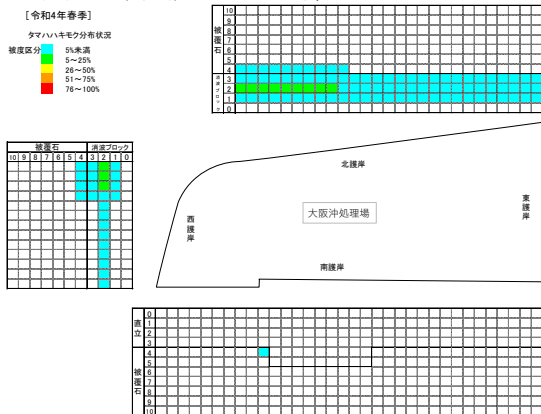 [令和4年春季]
タマハハキモク分布状況
被度区分
5%未満
5～25%
26～50%
51～75%
76～100%
被覆石
消波ブロック
10
9
8
7
6
5
4
3
2
1
0
被覆石 消波ブロック
10 9 8 7 6 5 4 3 2 1 0
北護岸
西護岸
大阪沖処理場
東護岸
南護岸
直立
被覆石
0
1
2
3
4
5
6
7
8
9
10